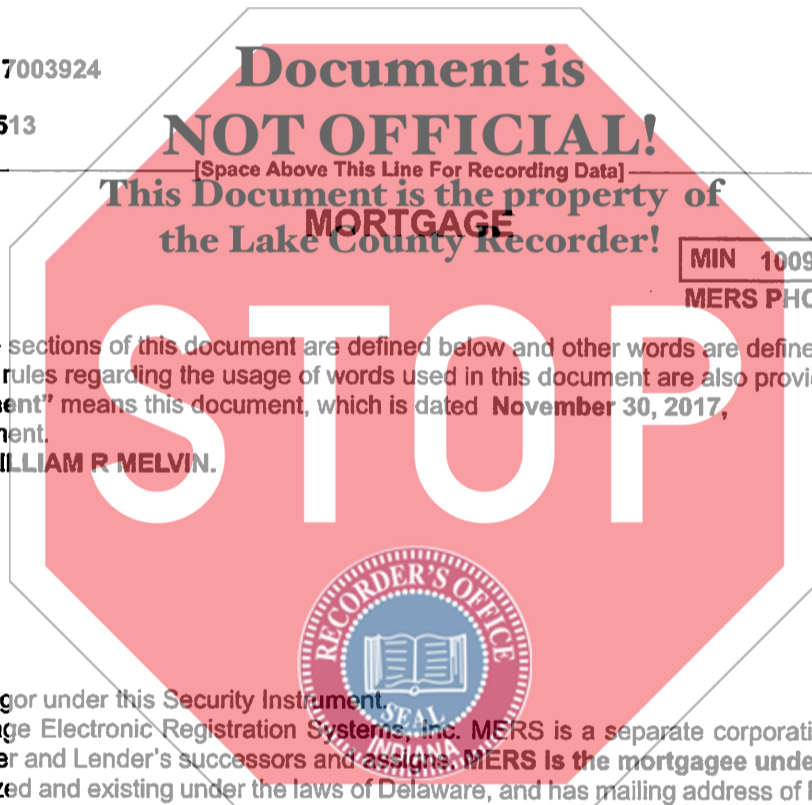 7003924
Document is
513
NOT OFFICIAL!
[Space Above This Line For Recording Data]
This Document is the property of
MORTGAGE
the Lake County Recorder!
MIN 1009
MERS PHO
sections of this document are defined below and other words are define
rules regarding the usage of words used in this document are also provi
ent" means this document, which is dated November 30, 2017,
ent.
ILLIAM R MELVIN.
STOP
RECORDER'S OFFICE
SEAL
INDIANA
gor under this Security Instrument.
ge Electronic Registration Systems, Inc. MERS is a separate corporati
er and Lender's successors and assigns. MERS is the mortgagee unde
zed and existing under the laws of Delaware, and has mailing address of